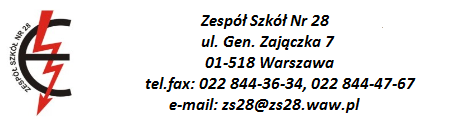 ZESPÓŁ SZKÓŁ NR 28
Zespół Szkół Nr 28
ul. Gen. Zajączka 7
01-518 Warszawa
tel.fax: 022 844-36-34, 022 844-47-67
e-mail: zs28@zs28.waw.pl